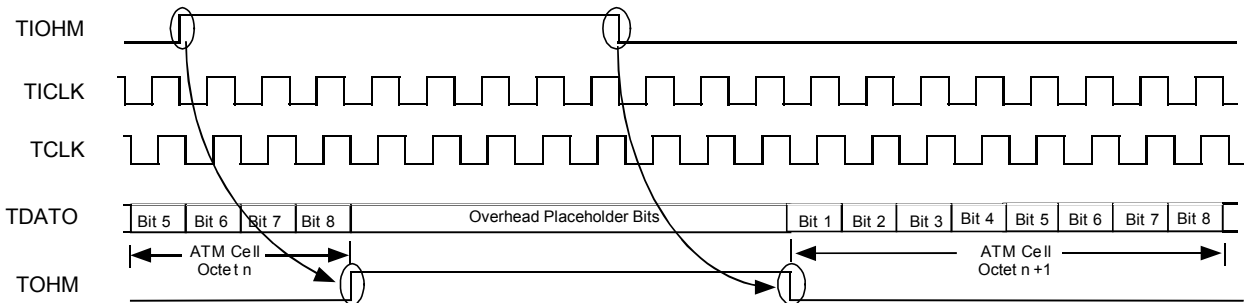 TIOHM
TICLK
TCLK
TDATO Bit 5 Bit 6 Bit 7 Bit 8 Overhead Placeholder Bits Bit 1 Bit 2 Bit 3 Bit 4 Bit 5 Bit 6 Bit 7 Bit 8
ATM Cell ATM Cell
Octet n Octet n+1
TOHM